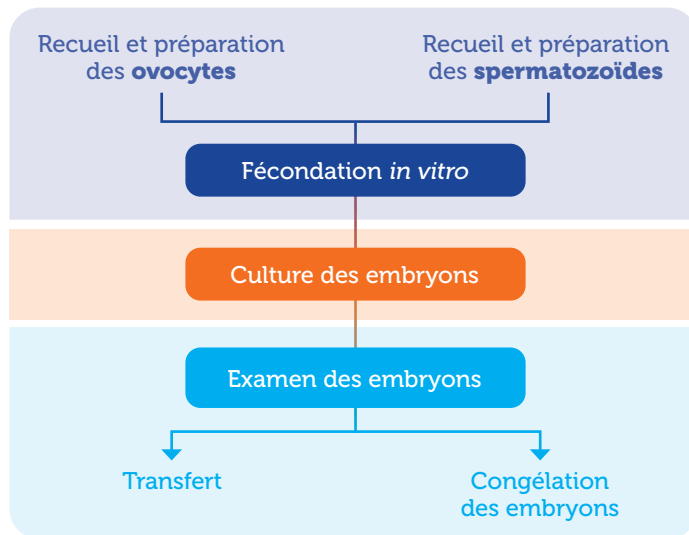 Recueil et préparation
des ovocytes
Recueil et préparation
des spermatozoïdes
Fécondation in vitro
Culture des embryons
Examen des embryons
Transfert
Congélation
des embryons